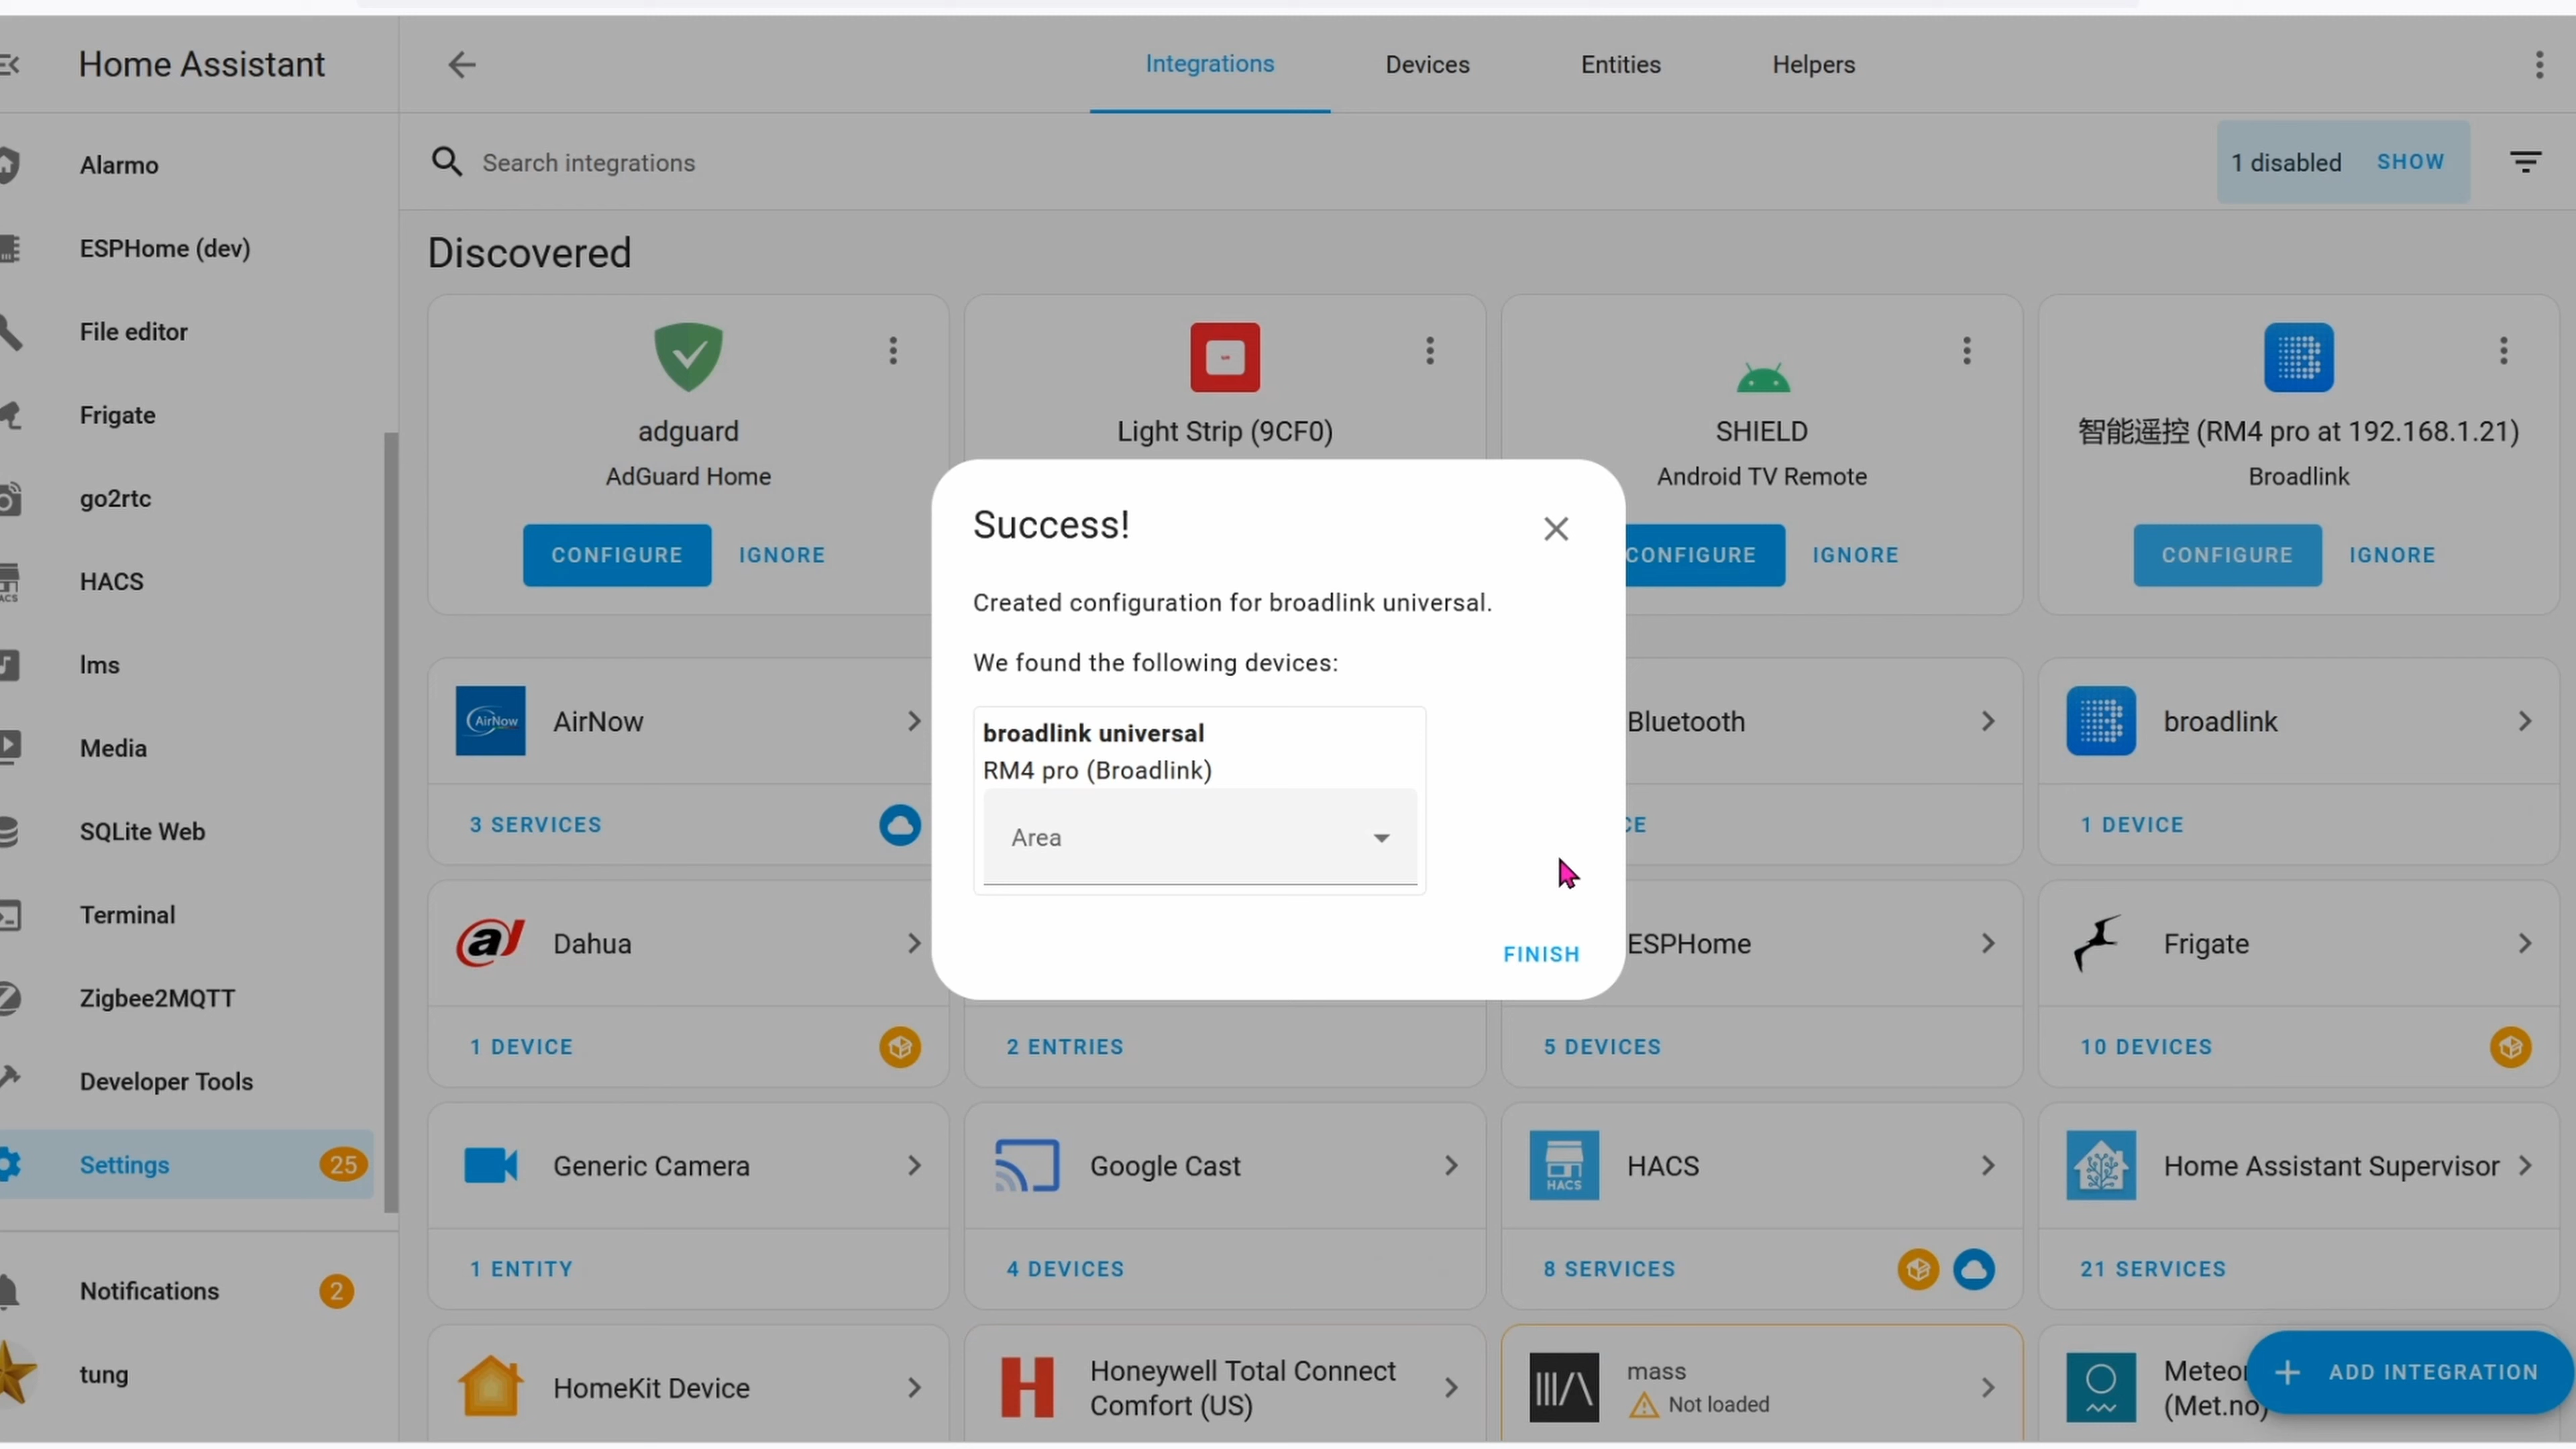 Home Assistant
Integrations
Devices
Entities
Helpers
Alarmo
ESPHome (dev)
File editor
Frigate
go2rtc
HACS
lms
Media
SQLite Web
Terminal
Zigbee2MQTT
Developer Tools
Settings
25
Notifications
2
tung
Search integrations
1 disabled
SHOW
Discovered
adguard
AdGuard Home
CONFIGURE
IGNORE
Light Strip (9CF0)
SHIELD
Android TV Remote
CONFIGURE
IGNORE
智能遥控 (RM4 pro at 192.168.1.21)
Broadlink
CONFIGURE
IGNORE
Success!
Created configuration for broadlink universal.
We found the following devices:
broadlink universal
RM4 pro (Broadlink)
Area
FINISH
AirNow
AirNow
3 SERVICES
Bluetooth
CE
broadlink
1 DEVICE
Dahua
1 DEVICE
2 ENTRIES
ESPHome
5 DEVICES
Frigate
10 DEVICES
Generic Camera
1 ENTITY
Google Cast
4 DEVICES
HACS
HACS
8 SERVICES
Home Assistant Supervisor
21 SERVICES
HomeKit Device
Honeywell Total Connect
Comfort (US)
mass
Not loaded
Meteor
(Met.no)
ADD INTEGRATION